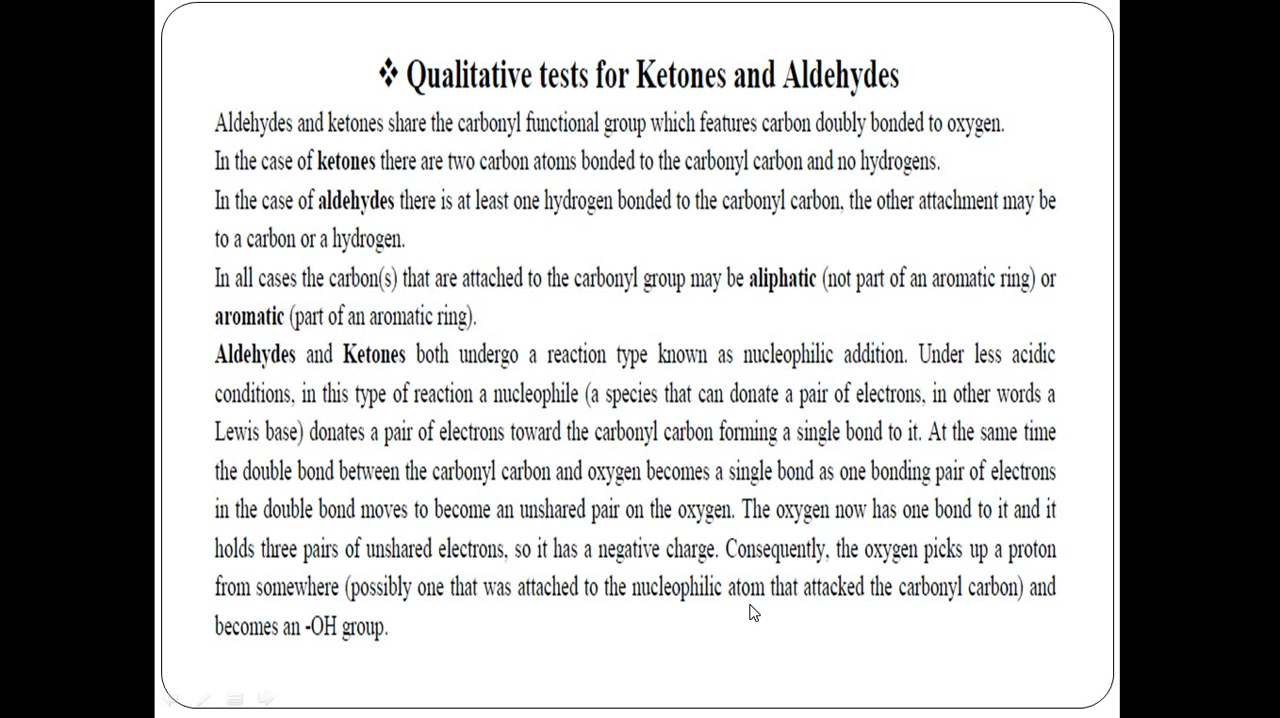 ❖ Qualitative tests for Ketones and Aldehydes
Aldehydes and ketones share the carbonyl functional group which features carbon doubly bonded to oxygen.
In the case of ketones there are two carbon atoms bonded to the carbonyl carbon and no hydrogens.
In the case of aldehydes there is at least one hydrogen bonded to the carbonyl carbon, the other attachment may be
to a carbon or a hydrogen.
In all cases the carbon(s) that are attached to the carbonyl group may be aliphatic (not part of an aromatic ring) or
aromatic (part of an aromatic ring).
Aldehydes and Ketones both undergo a reaction type known as nucleophilic addition. Under less acidic
conditions, in this type of reaction a nucleophile (a species that can donate a pair of electrons, in other words a
Lewis base) donates a pair of electrons toward the carbonyl carbon forming a single bond to it. At the same time
the double bond between the carbonyl carbon and oxygen becomes a single bond as one bonding pair of electrons
in the double bond moves to become an unshared pair on the oxygen. The oxygen now has one bond to it and it
holds three pairs of unshared electrons, so it has a negative charge. Consequently, the oxygen picks up a proton
from somewhere (possibly one that was attached to the nucleophilic atom that attacked the carbonyl carbon) and
becomes an -OH group.